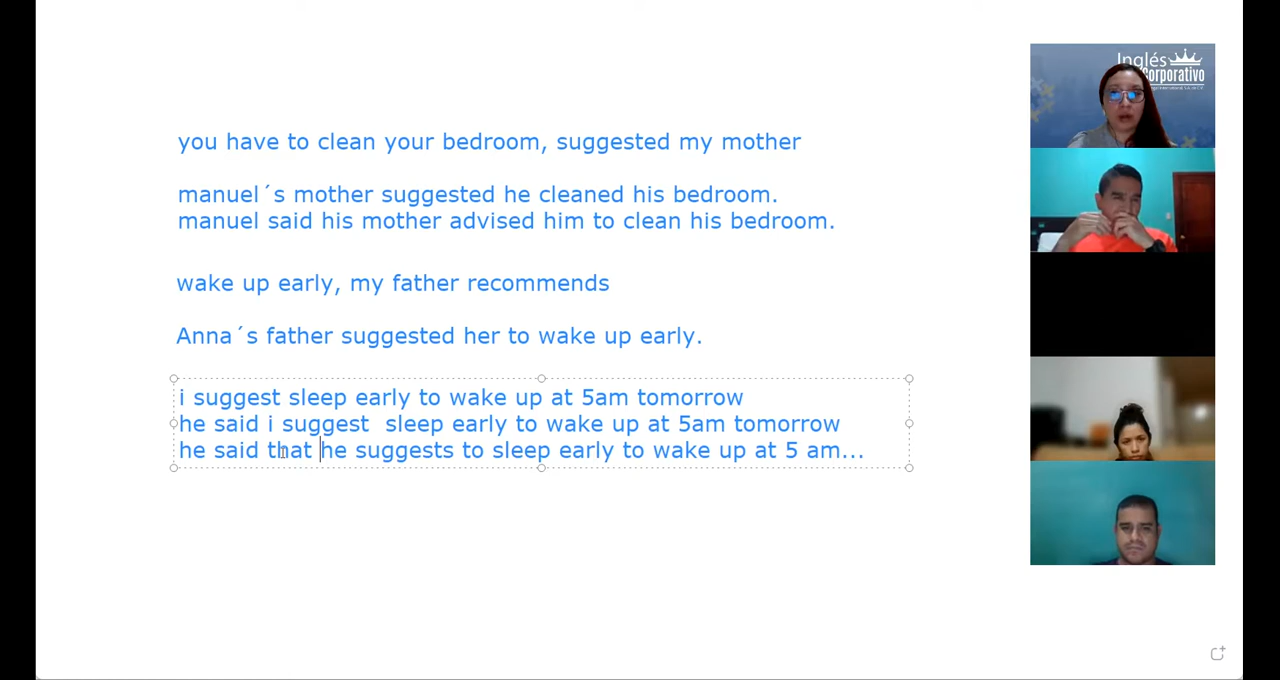 you have to clean your bedroom, suggested my mother
manuel´s mother suggested he cleaned his bedroom.
manuel said his mother advised him to clean his bedroom.
wake up early, my father recommends
Anna´s father suggested her to wake up early.
i suggest sleep early to wake up at 5am tomorrow
he said i suggest  sleep early to wake up at 5am tomorrow
he said that he suggests to sleep early to wake up at 5 am...
Inglés
Corporativo